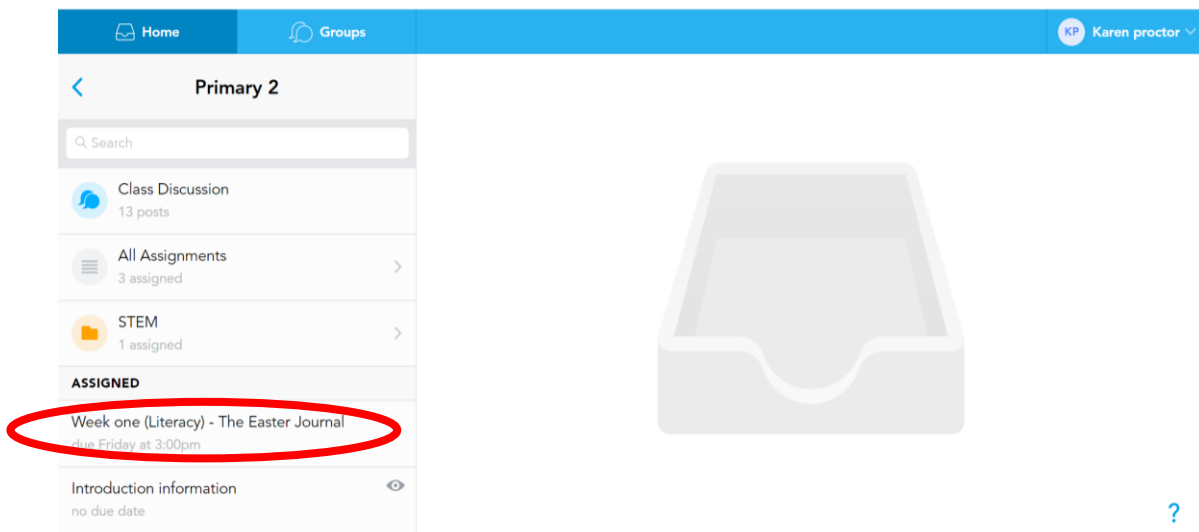 Home
Groups
KP
Karen proctor
Primary 2
Search
Class Discussion
13 posts
All Assignments
3 assigned
STEM
1 assigned
ASSIGNED
Week one (Literacy) - The Easter Journal
due Friday at 3:00pm
Introduction information
no due date
?